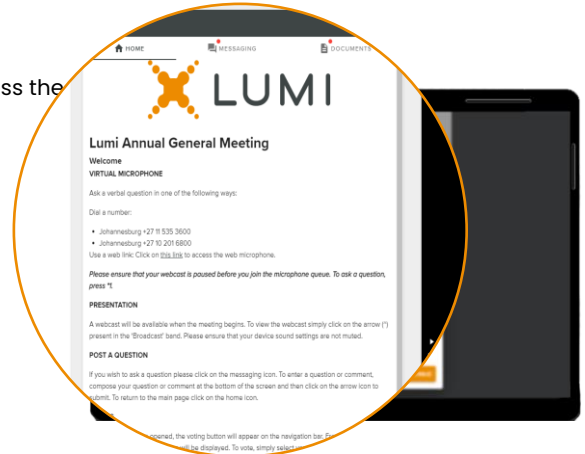 ss the
HOME MESSAGING DOCUMENTS
LUMI
Lumi Annual General Meeting
Welcome
VIRTUAL MICROPHONE
Ask a verbal question in one of the following ways:
Dial a number:
• Johannesburg +27 11 535 3600
• Johannesburg +27 10 201 6800
Use a web link: Click on this link to access the web microphone.
Please ensure that your webcast is paused before you join the microphone queue. To ask a question,
press *1.
PRESENTATION
A webcast will be available when the meeting begins. To view the webcast simply click on the arrow (")
present in the 'Broadcast' band. Please ensure that your device sound settings are not muted.
POST A QUESTION
If you wish to ask a question please click on the messaging icon. To enter a question or comment,
compose your question or comment at the bottom of the screen and then click on the arrow icon to
submit. To return to the main page click on the home icon.
opened, the voting button will appear on the navigation bar.
will be displayed. To vote, simply select